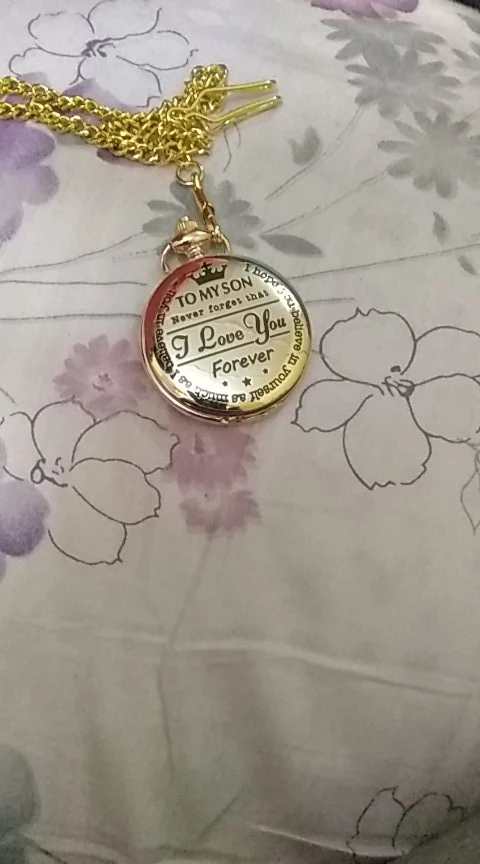 TO MY SON
Never forget that
I Love You
Forever
I hope you believe in yourself as much as I believe in you